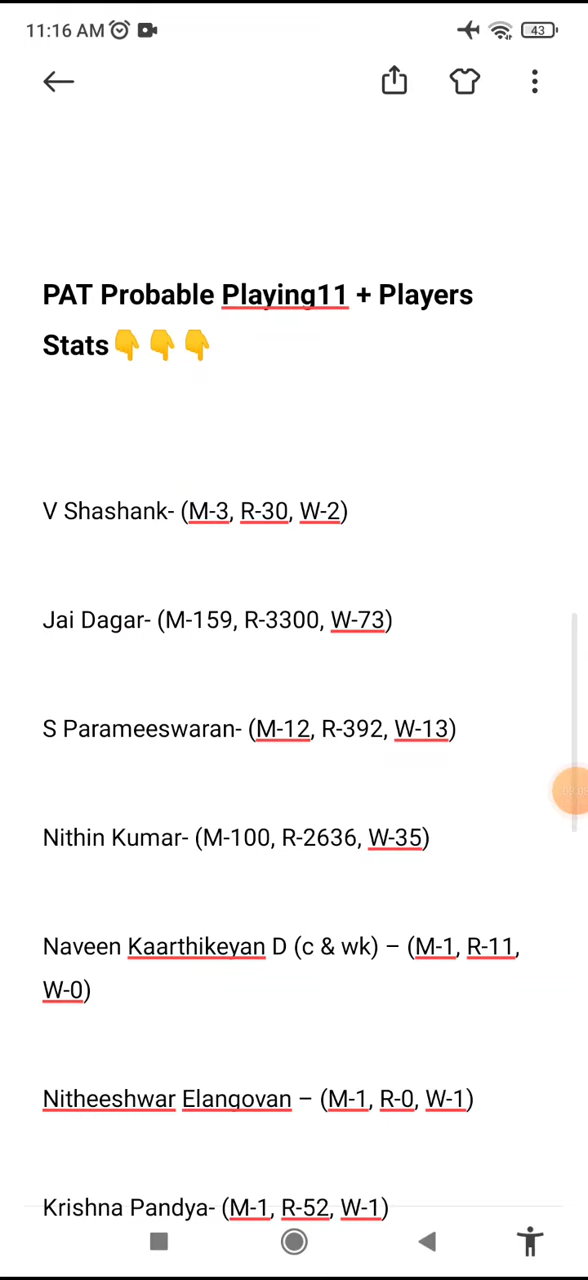 11:16 AM
43
PAT Probable Playing11 + Players
Stats👇👇👇
V Shashank- (M-3, R-30, W-2)
Jai Dagar- (M-159, R-3300, W-73)
S Parameeswaran- (M-12, R-392, W-13)
Nithin Kumar- (M-100, R-2636, W-35)
Naveen Kaarthikeyan D (c & wk) – (M-1, R-11,
W-0)
Nitheeshwar Elangovan – (M-1, R-0, W-1)
Krishna Pandya- (M-1, R-52, W-1)